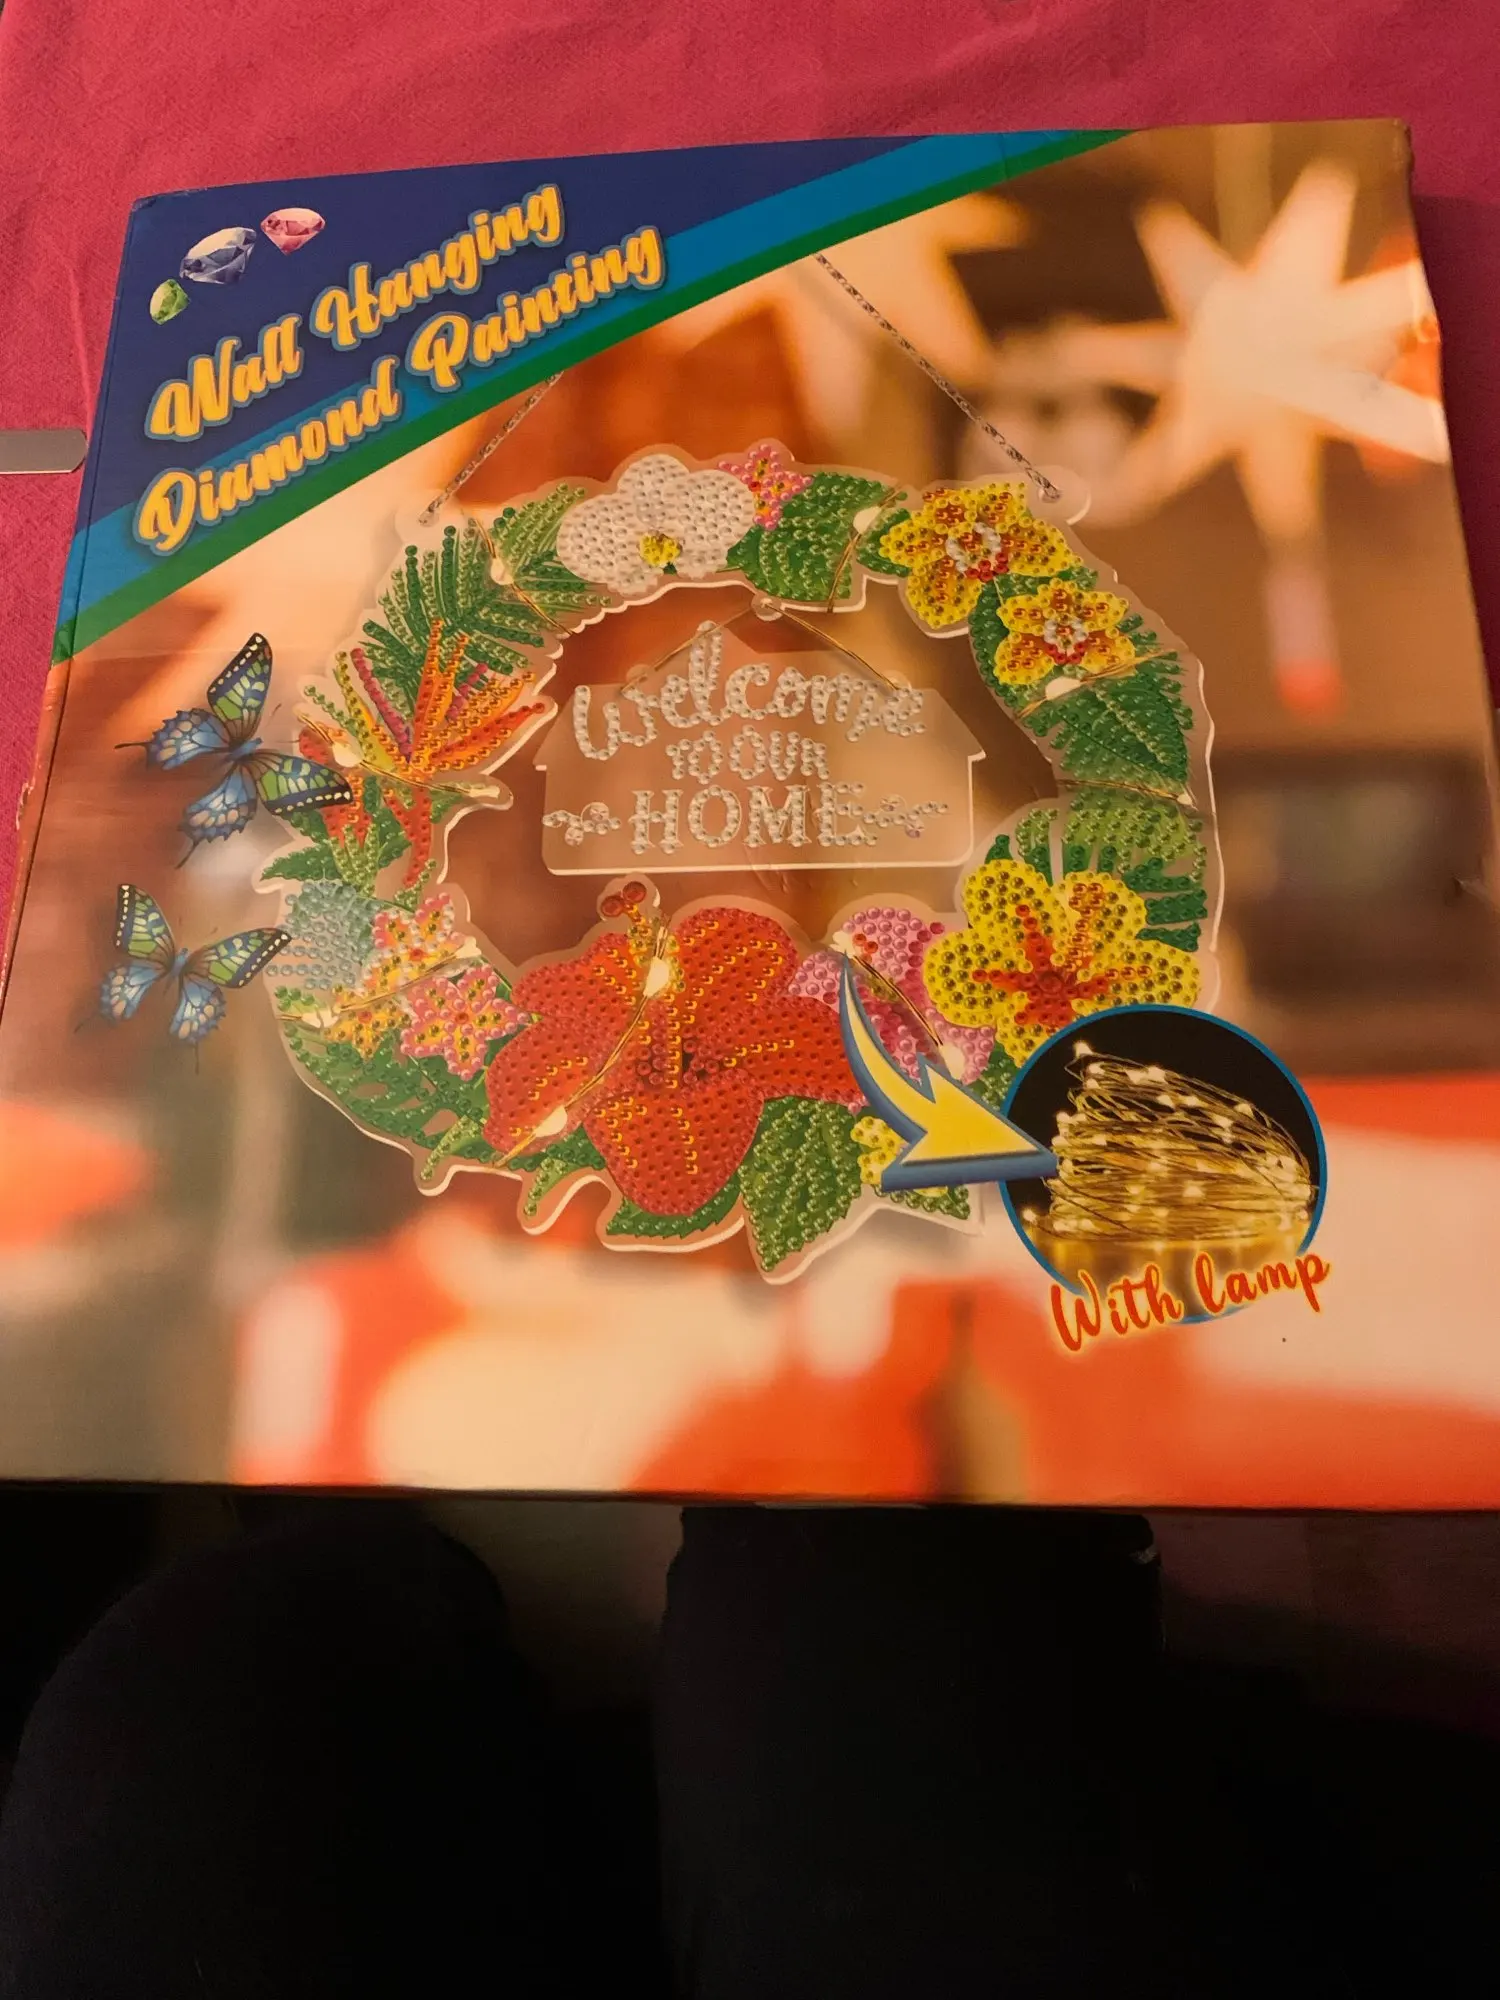 Wall Hanging
Diamond Painting
Welcome
TO OUR
HOME
With lamp